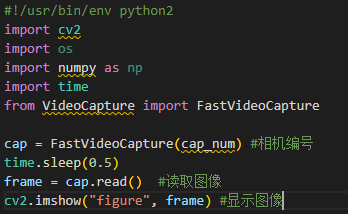 #!/usr/bin/env python2
import cv2
import os
import numpy as np
import time
from VideoCapture import FastVideoCapture
cap = FastVideoCapture(cap_num) #相机编号
time.sleep(0.5)
frame = cap.read()  #读取图像
cv2.imshow("figure", frame) #显示图像